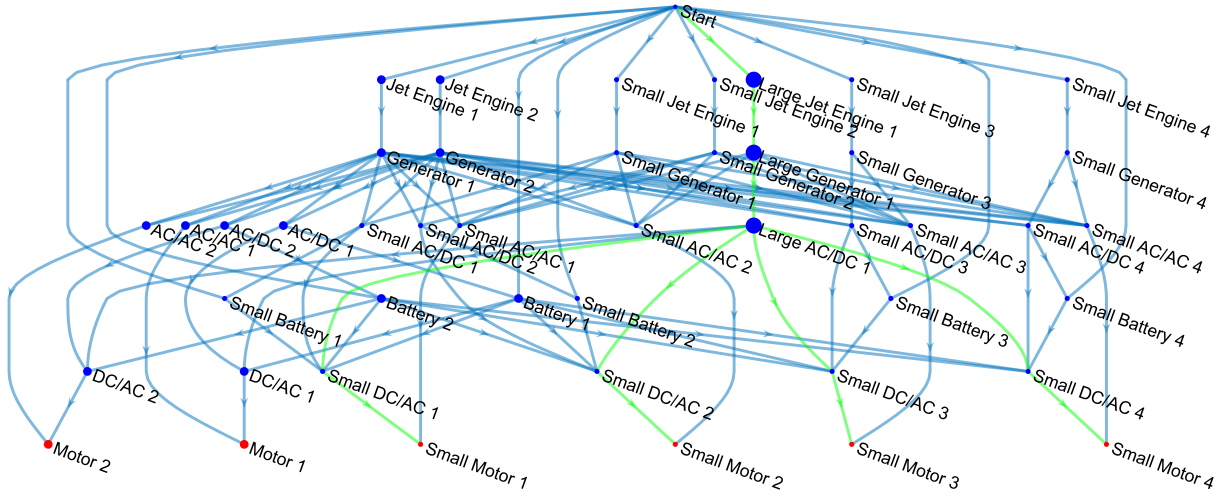 Start
Jet Engine 1
Jet Engine 2
Small Jet Engine 1
Small Jet Engine 2
Large Jet Engine 1
Small Jet Engine 3
Small Jet Engine 4
Generator 1
Generator 2
Small Generator 1
Small Generator 2
Large Generator 1
Small Generator 3
Small Generator 4
AC/AC 2
AC/AC 1
AC/DC 2
AC/DC 1
Small AC/DC 1
Small AC/DC 2
Small AC/AC 1
Small AC/AC 2
Large AC/DC 1
Small AC/DC 3
Small AC/AC 3
Small AC/DC 4
Small AC/AC 4
Small Battery 1
Battery 2
Battery 1
Small Battery 2
Small Battery 3
Small Battery 4
DC/AC 2
DC/AC 1
Small DC/AC 1
Small DC/AC 2
Small DC/AC 3
Small DC/AC 4
Motor 2
Motor 1
Small Motor 1
Small Motor 2
Small Motor 3
Small Motor 4